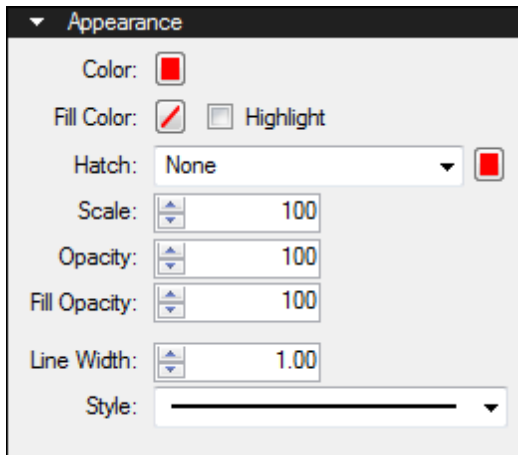 Appearance
Color:
Fill Color: Highlight
Hatch: None
Scale: 100
Opacity: 100
Fill Opacity: 100
Line Width: 1.00
Style: